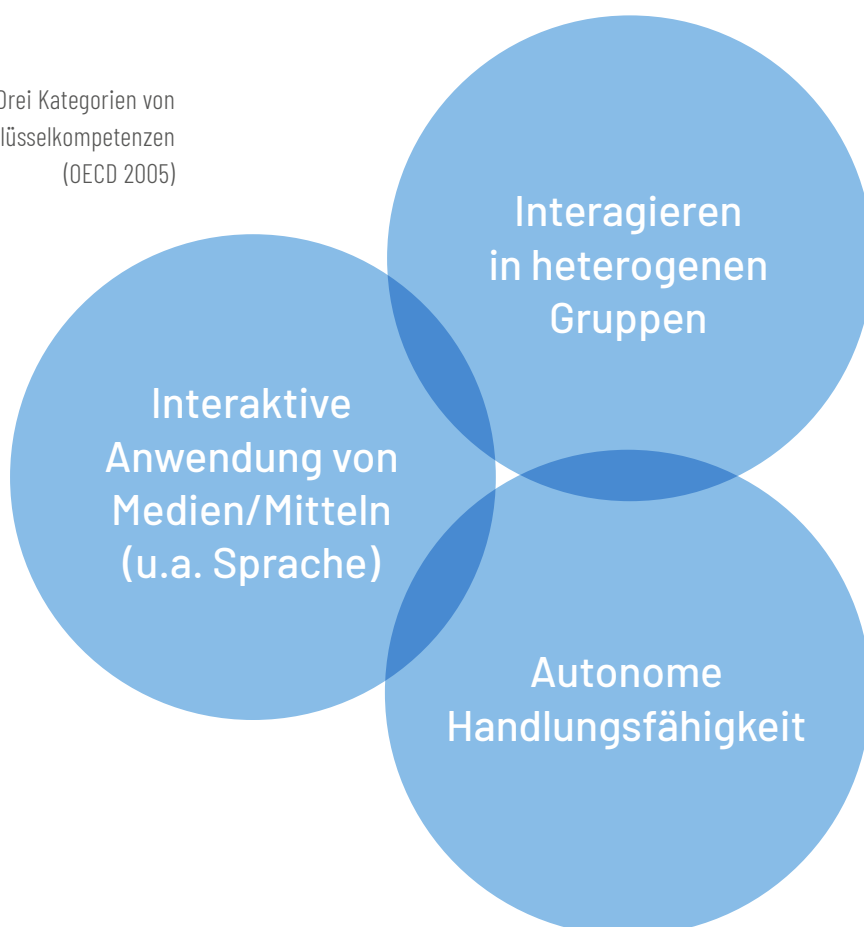 Drei Kategorien von
lüsselkompetenzen
(OECD 2005)
Interagieren
in heterogenen
Gruppen
Interaktive
Anwendung von
Medien/Mitteln
(u.a. Sprache)
Autonome
Handlungsfähigkeit